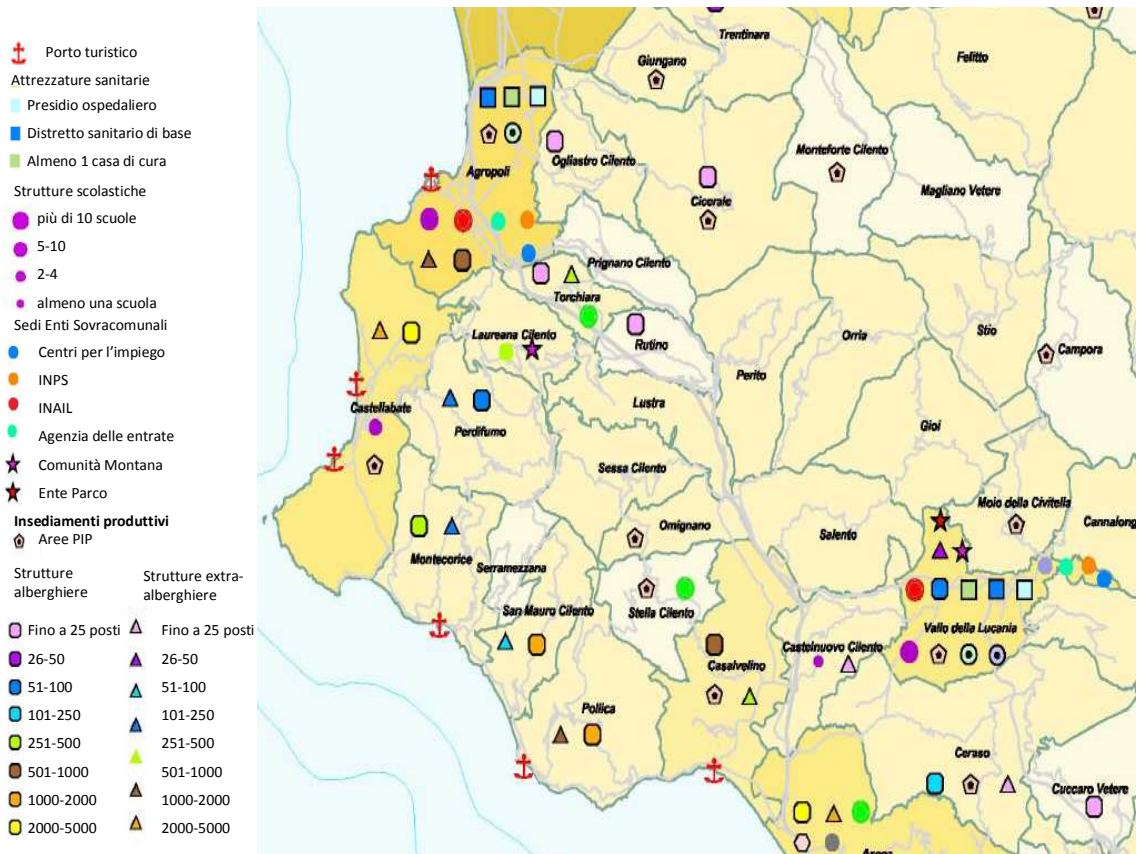 Porto turistico
Attrezzature sanitarie
Presidio ospedaliero
Distretto sanitario di base
Almeno 1 casa di cura
Strutture scolastiche
più di 10 scuole
5-10
2-4
almeno una scuola
Sedi Enti Sovracomunali
Centri per l'impiego
INPS
INAIL
Agenzia delle entrate
Comunità Montana
Ente Parco
Insediamenti produttivi
Aree PIP
Strutture alberghiere
Fino a 25 posti
26-50
51-100
101-250
251-500
501-1000
1000-2000
2000-5000
Strutture extra-alberghiere
Fino a 25 posti
26-50
51-100
101-250
251-500
501-1000
1000-2000
2000-5000
Trentinara
Giungano
Felitto
Monteforte Cilento
Ogliastro Cilento
Agropoli
Magliano Vetere
Cicerale
Prignano Cilento
Torchiara
Laureana Cilento
Rutino
Orria
Stio
Campora
Perito
Castellabate
Lustra
Perdifumo
Gioi
Sessa Cilento
Moio della Civitella
Omignano
Cannalong
Salento
Montecorice
Serramezzana
San Mauro Cilento
Stella Cilento
Vallo della Lucania
Castelnuovo Cilento
Casalvelino
Pollica
Ceraso
Cuccaro Vetere